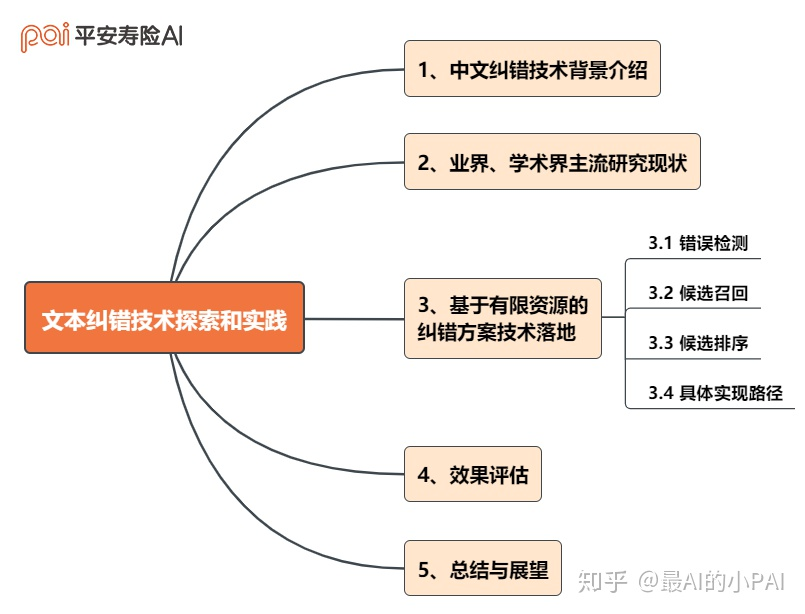 pai 平安寿险AI
1、中文纠错技术背景介绍
2、业界、学术界主流研究现状
文本纠错技术探索和实践
3、基于有限资源的
纠错方案技术落地
3.1 错误检测
3.2 候选召回
3.3 候选排序
3.4 具体实现路径
4、效果评估
5、总结与展望
知乎 @最AI的小PAI